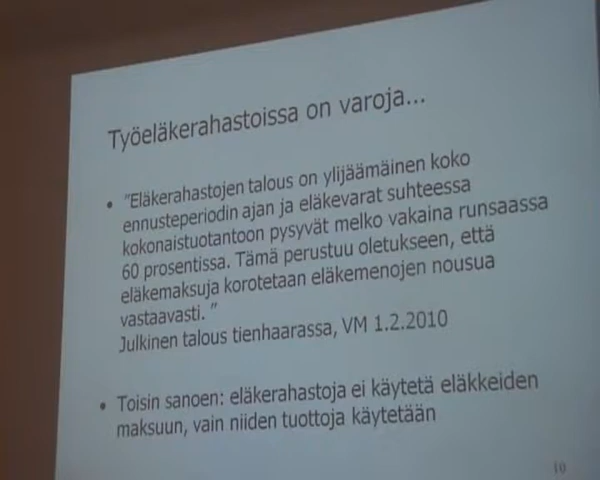 Työeläkerahastoissa on varoja...
• "Eläkerahastojen talous on ylijäämäinen koko
ennusteperiodin ajan ja eläkevarat suhteessa
kokonaistuotantoon pysyvät melko vakaina runsaassa
60 prosentissa. Tämä perustuu oletukseen, että
eläkemaksuja korotetaan eläkemenojen nousua
vastaavasti. "
Julkinen talous tienhaarassa, VM 1.2.2010
• Toisin sanoen: eläkerahastoja ei käytetä eläkkeiden
maksuun, vain niiden tuottoja käytetään
10